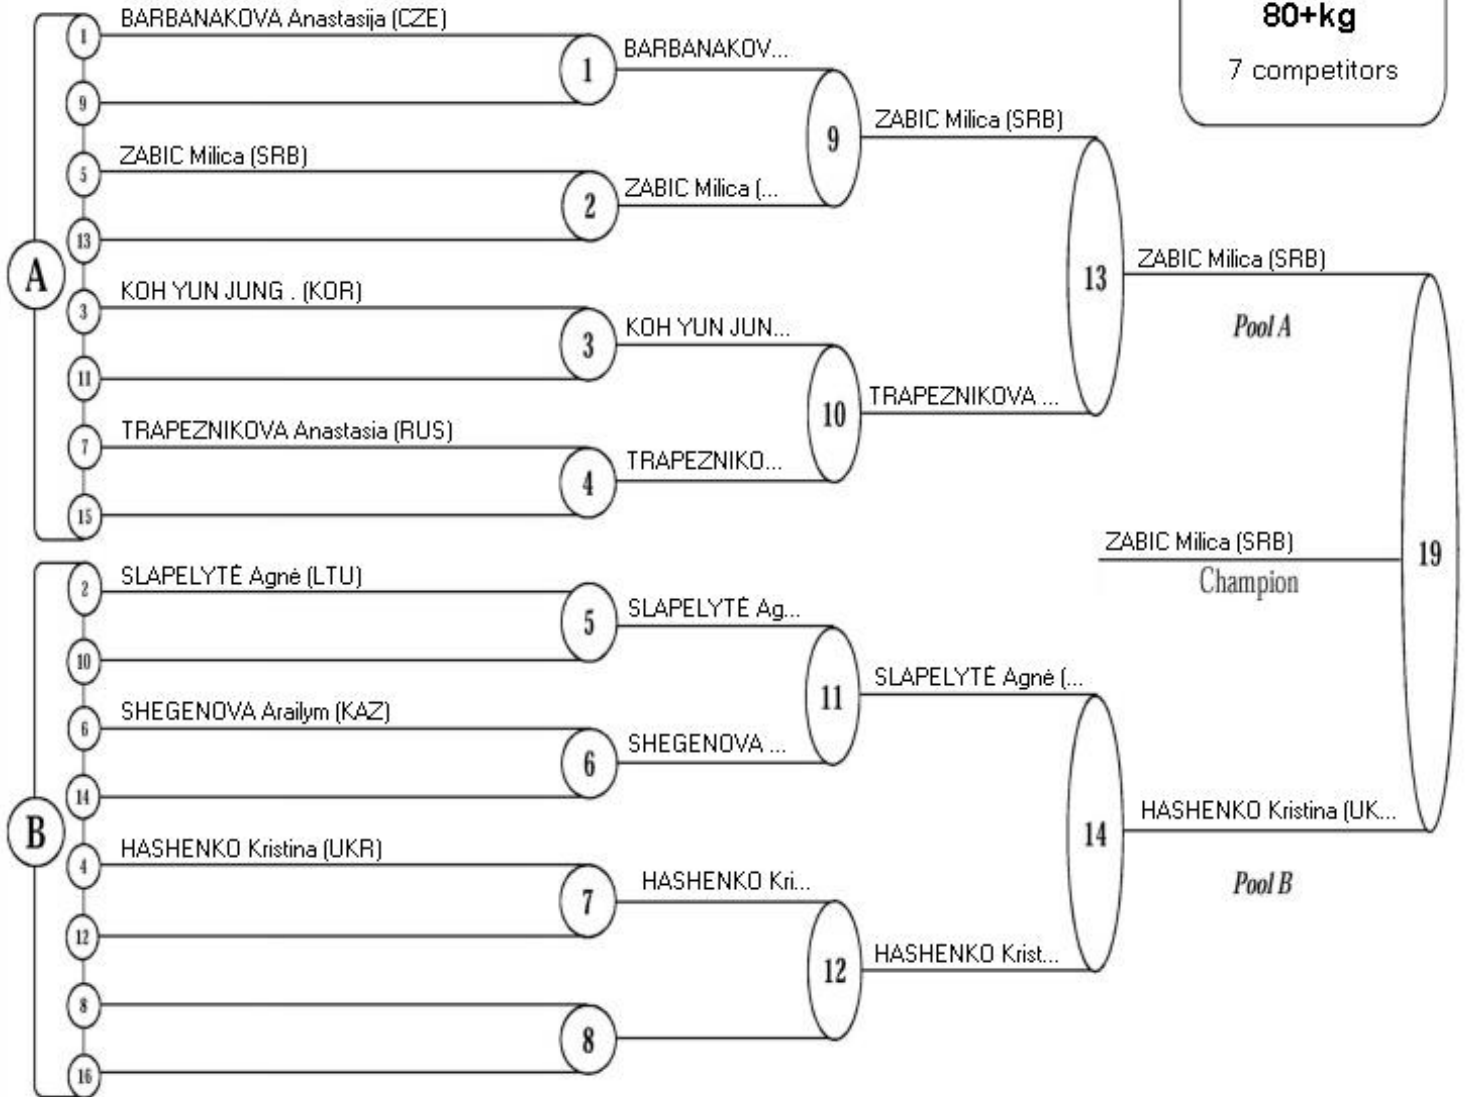 80+kg
7 competitors
A
1
BARBANAKOVA Anastasija (CZE)
9
1
BARBANAKOV...
5
ZABIC Milica (SRB)
13
2
ZABIC Milica (...
9
ZABIC Milica (SRB)
3
KOH YUN JUNG . (KOR)
11
3
KOH YUN JUN...
7
TRAPEZNIKOVA Anastasia (RUS)
15
4
TRAPEZNIKO...
10
TRAPEZNIKOVA ...
13
ZABIC Milica (SRB)
Pool A
B
2
SLAPELYTĖ Agnė (LTU)
10
5
SLAPELYTĖ Ag...
6
SHEGENOVA Arailym (KAZ)
14
6
SHEGENOVA ...
11
SLAPELYTĖ Agnė (...
4
HASHENKO Kristina (UKR)
12
7
HASHENKO Kri...
8
16
8
12
HASHENKO Krist...
14
HASHENKO Kristina (UK...
Pool B
19
ZABIC Milica (SRB)
Champion